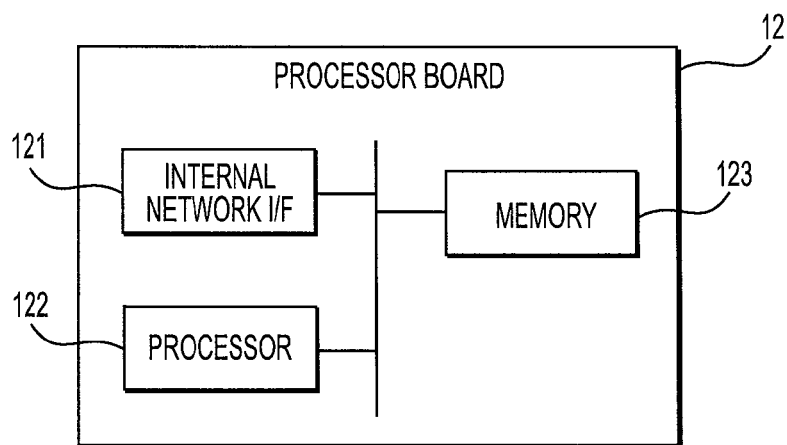 12
PROCESSOR BOARD
121
INTERNAL
NETWORK I/F
123
MEMORY
122
PROCESSOR